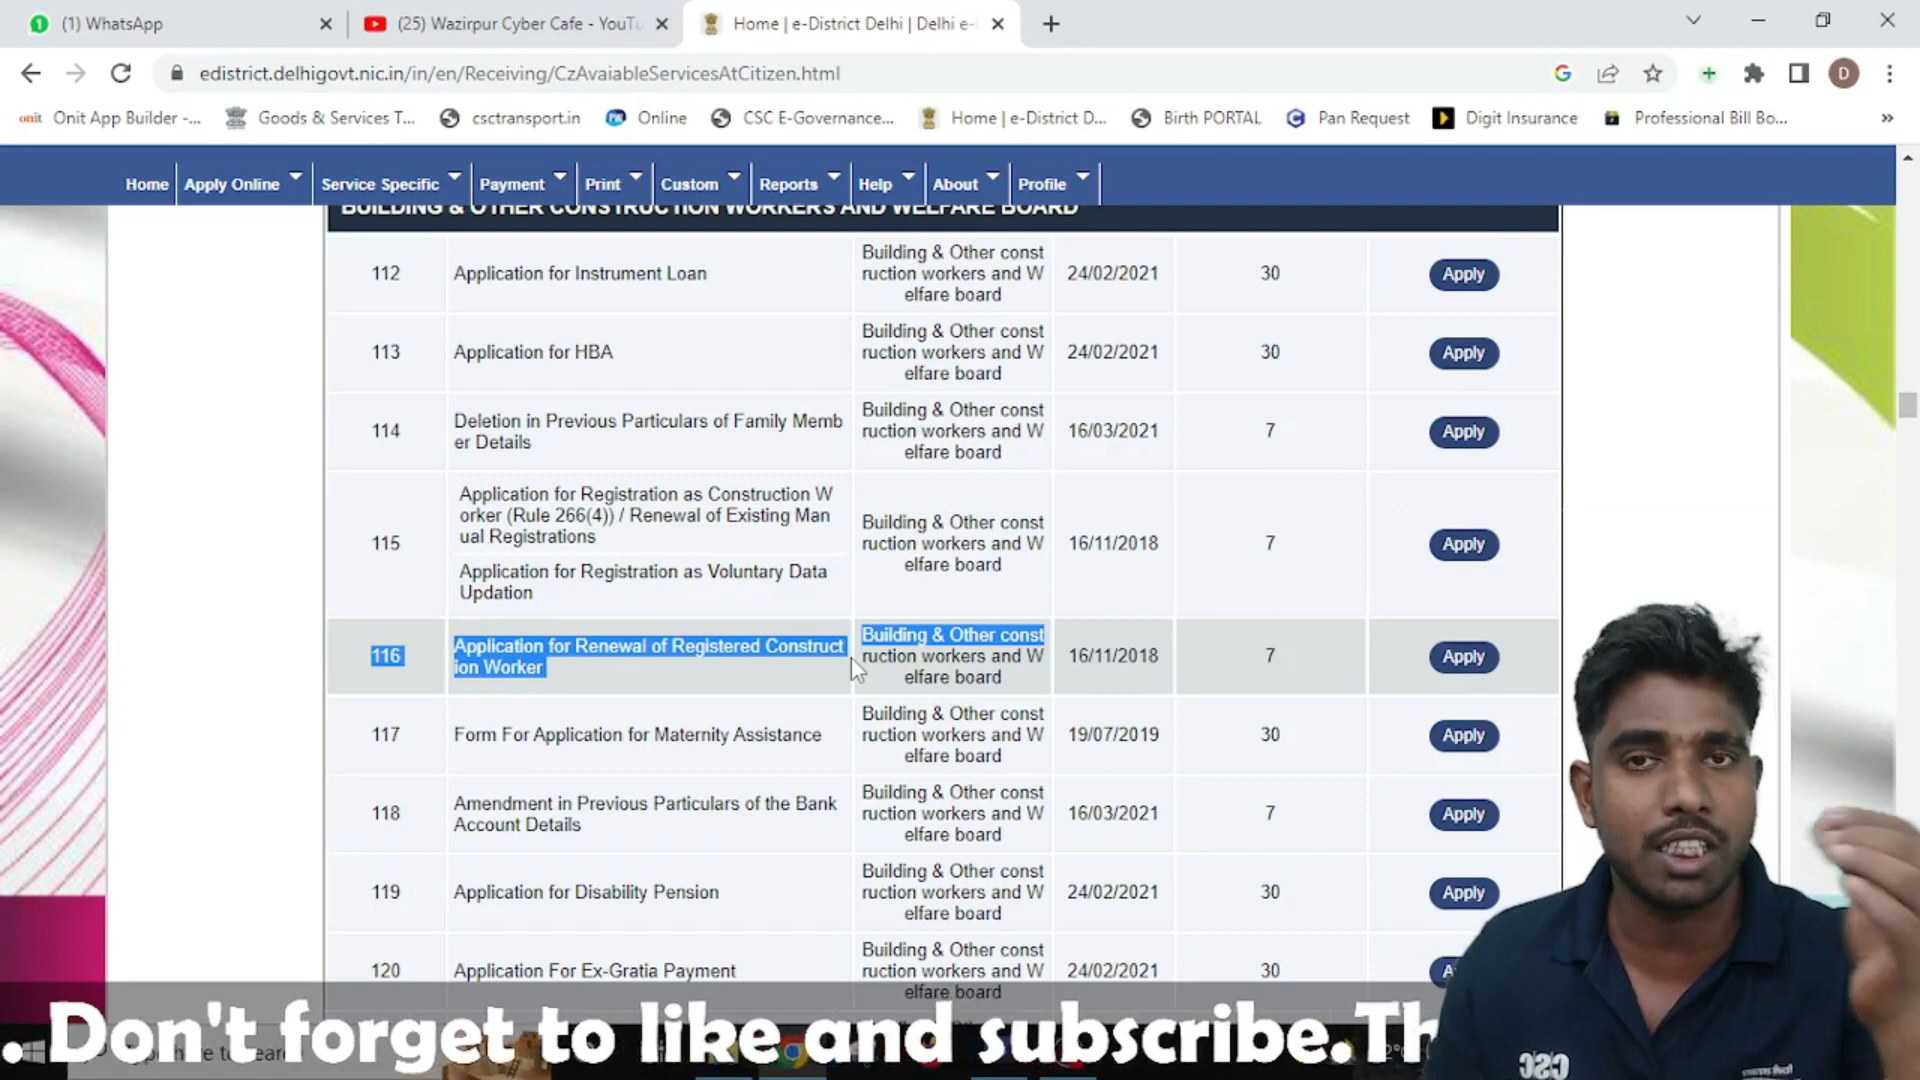 (1) WhatsApp
(25) Wazirpur Cyber Cafe - YouTu
Home | e-District Delhi | Delhi e-
edistrict.delhigovt.nic.in/in/en/Receiving/CzAvaiableServicesAtCitizen.html
D
onit Onit App Builder -...
Goods & Services T...
csctransport.in
PW Online
CSC E-Governance...
Home | e-District D...
Birth PORTAL
Pan Request
Digit Insurance
Professional Bill Bo...
»
Home
Apply Online
Service Specific
Payment
Print
Custom
Reports
Help
About
Profile
BUILDING & OTHER CONSTRUCTION WORKERS AND WELFARE BOARD
112
Application for Instrument Loan
Building & Other const
ruction workers and W
elfare board
24/02/2021
30
Apply
113
Application for HBA
Building & Other const
ruction workers and W
elfare board
24/02/2021
30
Apply
114
Deletion in Previous Particulars of Family Memb
er Details
Building & Other const
ruction workers and W
elfare board
16/03/2021
7
Apply
115
Application for Registration as Construction W
orker (Rule 266(4)) / Renewal of Existing Man
ual Registrations
Application for Registration as Voluntary Data
Updation
Building & Other const
ruction workers and W
elfare board
16/11/2018
7
Apply
116
Application for Renewal of Registered Construct
ion Worker
Building & Other const
ruction workers and W
elfare board
16/11/2018
7
Apply
117
Form For Application for Maternity Assistance
Building & Other const
ruction workers and W
elfare board
19/07/2019
30
Apply
118
Amendment in Previous Particulars of the Bank
Account Details
Building & Other const
ruction workers and W
elfare board
16/03/2021
7
Apply
119
Application for Disability Pension
Building & Other const
ruction workers and W
elfare board
24/02/2021
30
Apply
120
Application For Ex-Gratia Payment
Building & Other const
ruction workers and W
elfare board
24/02/2021
30
. Don't forget to like and subscribe.Th
CSC